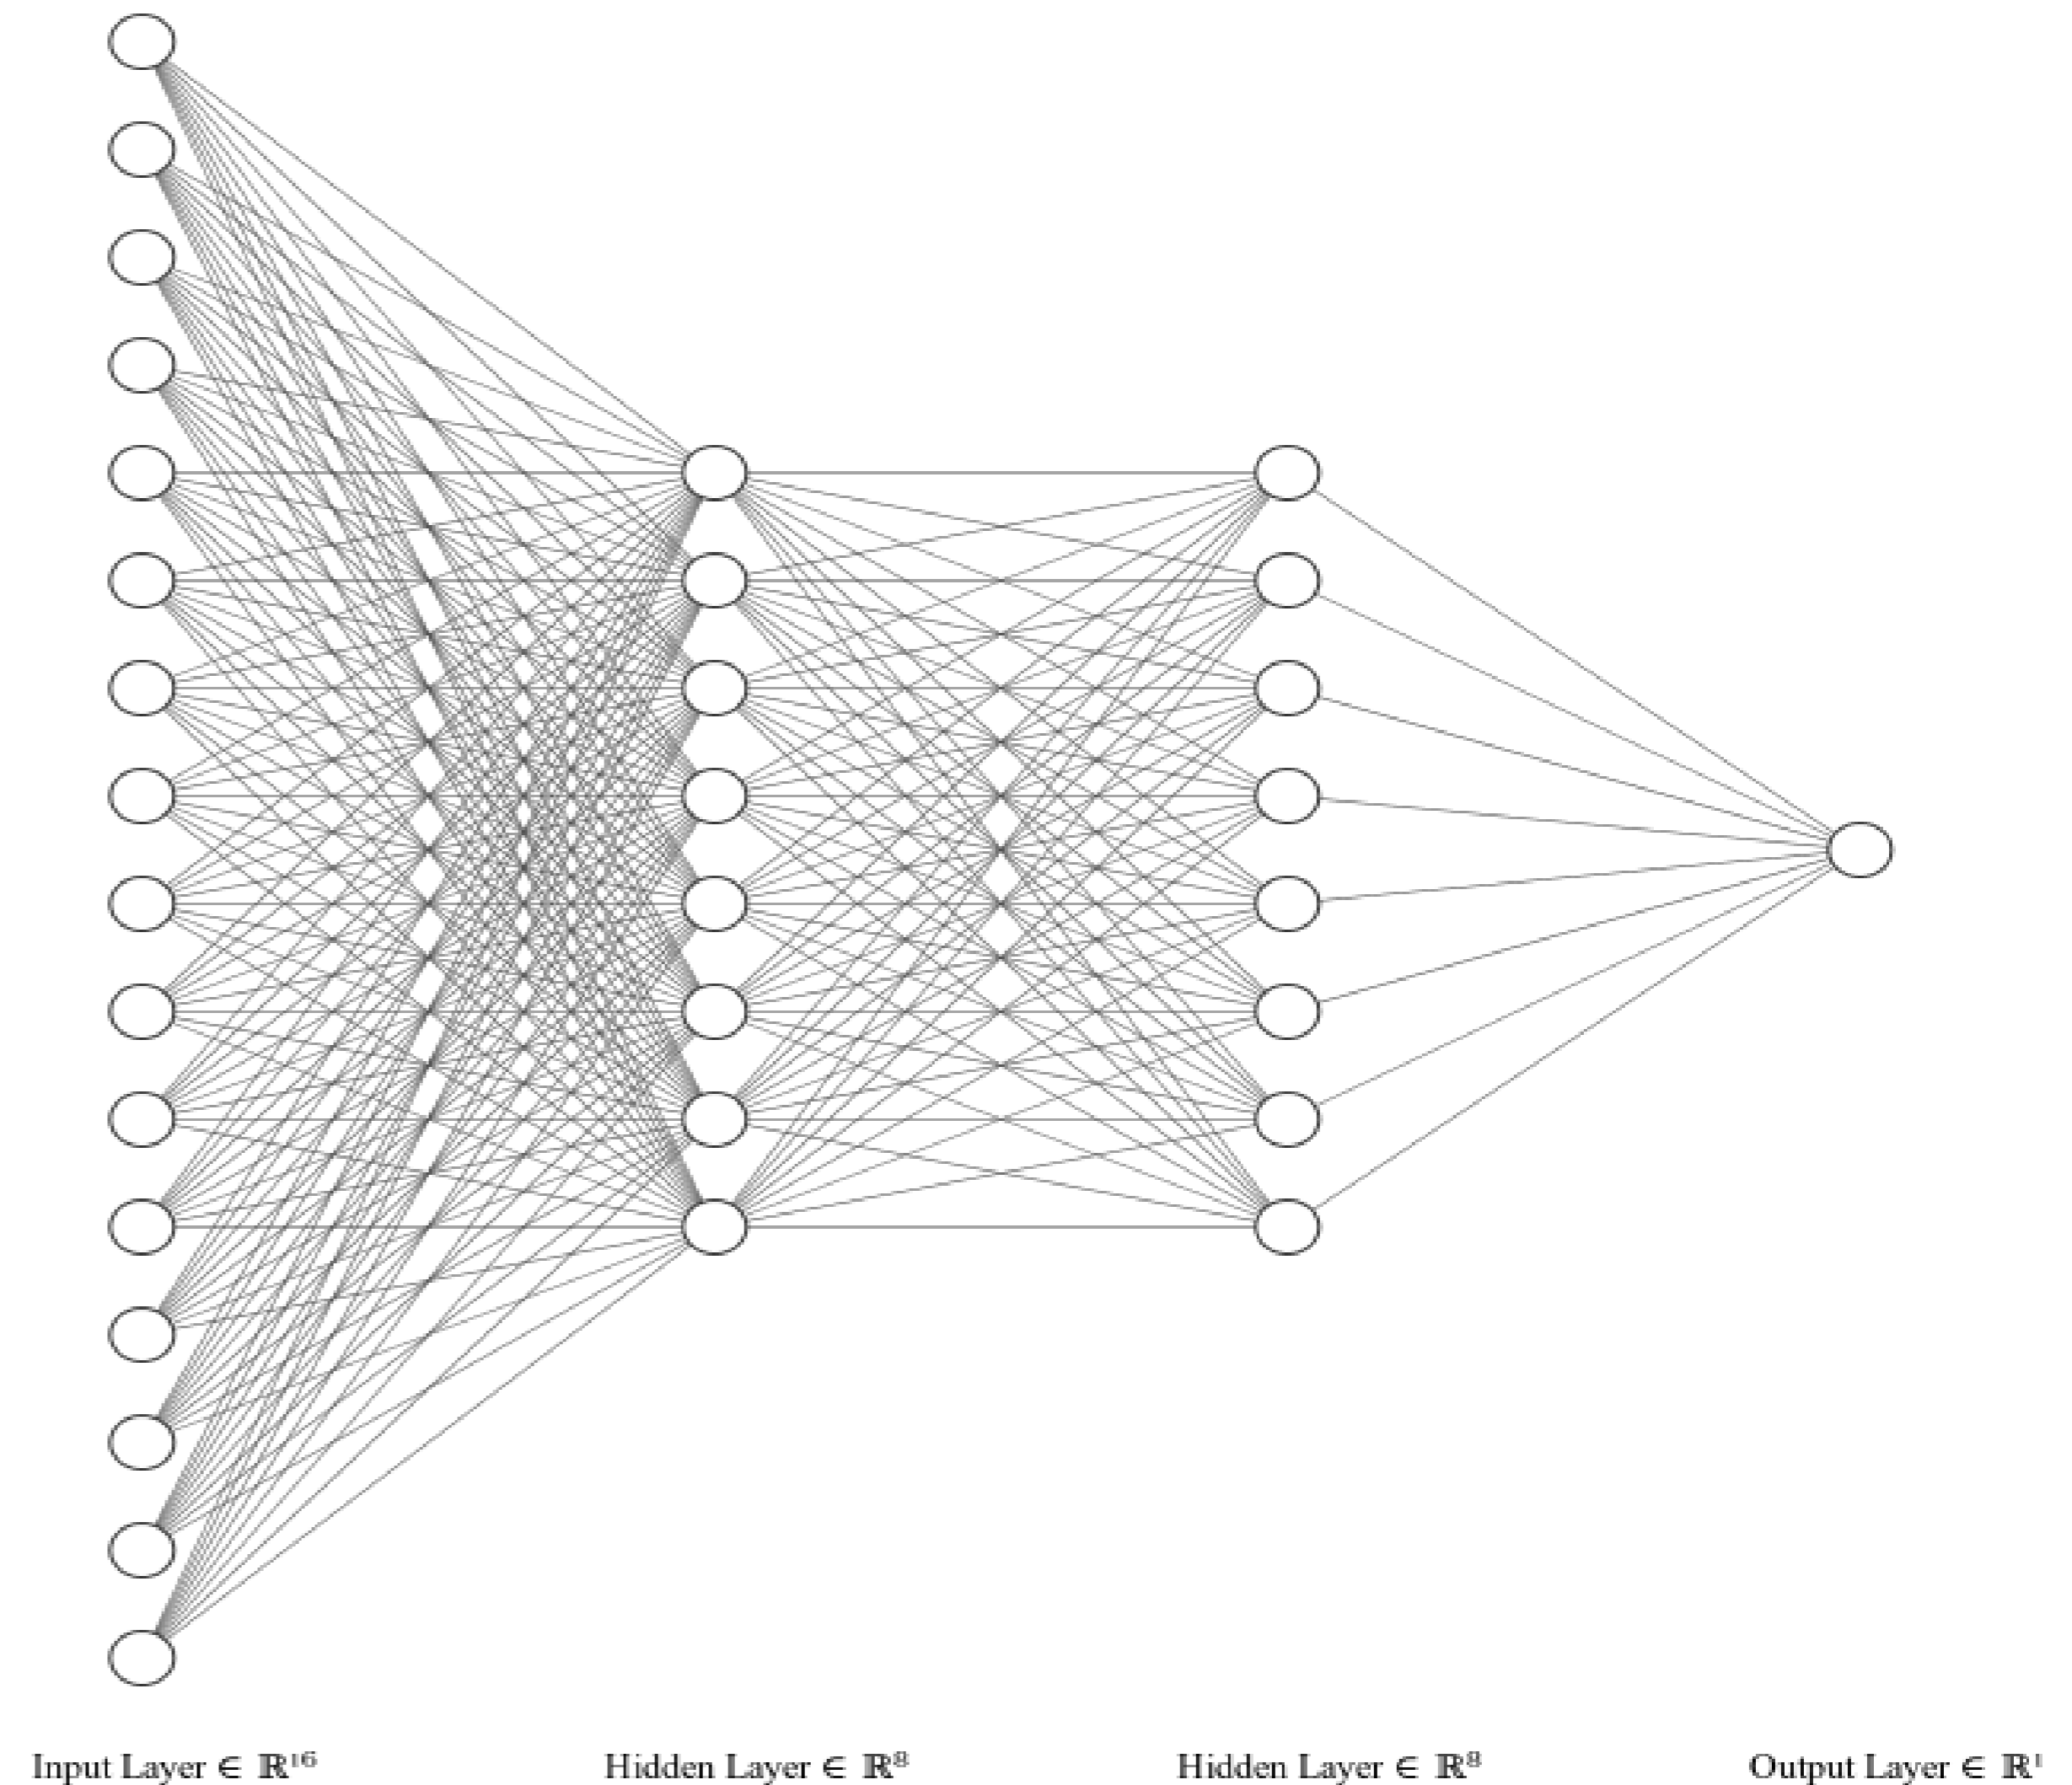 Input Layer ∈ ℝ¹⁶
Hidden Layer ∈ ℝ⁸
Hidden Layer ∈ ℝ⁸
Output Layer ∈ ℝ¹